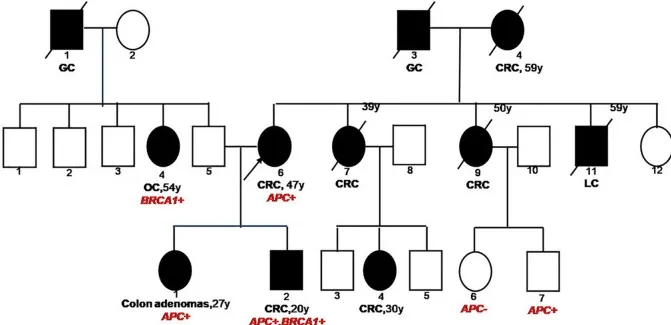 1 2 3 4
GC GC CRC, 59y
39y 50y 59y
1 2 3 4 5 6 7 8 9 10 11 12
OC,54y CRC, 47y CRC CRC LC
BRCA1+ APC+
1 2 3 4 5 6 7
Colon adenomas,27y CRC,20y CRC,30y APC- APC+
APC+ APC+,BRCA1+